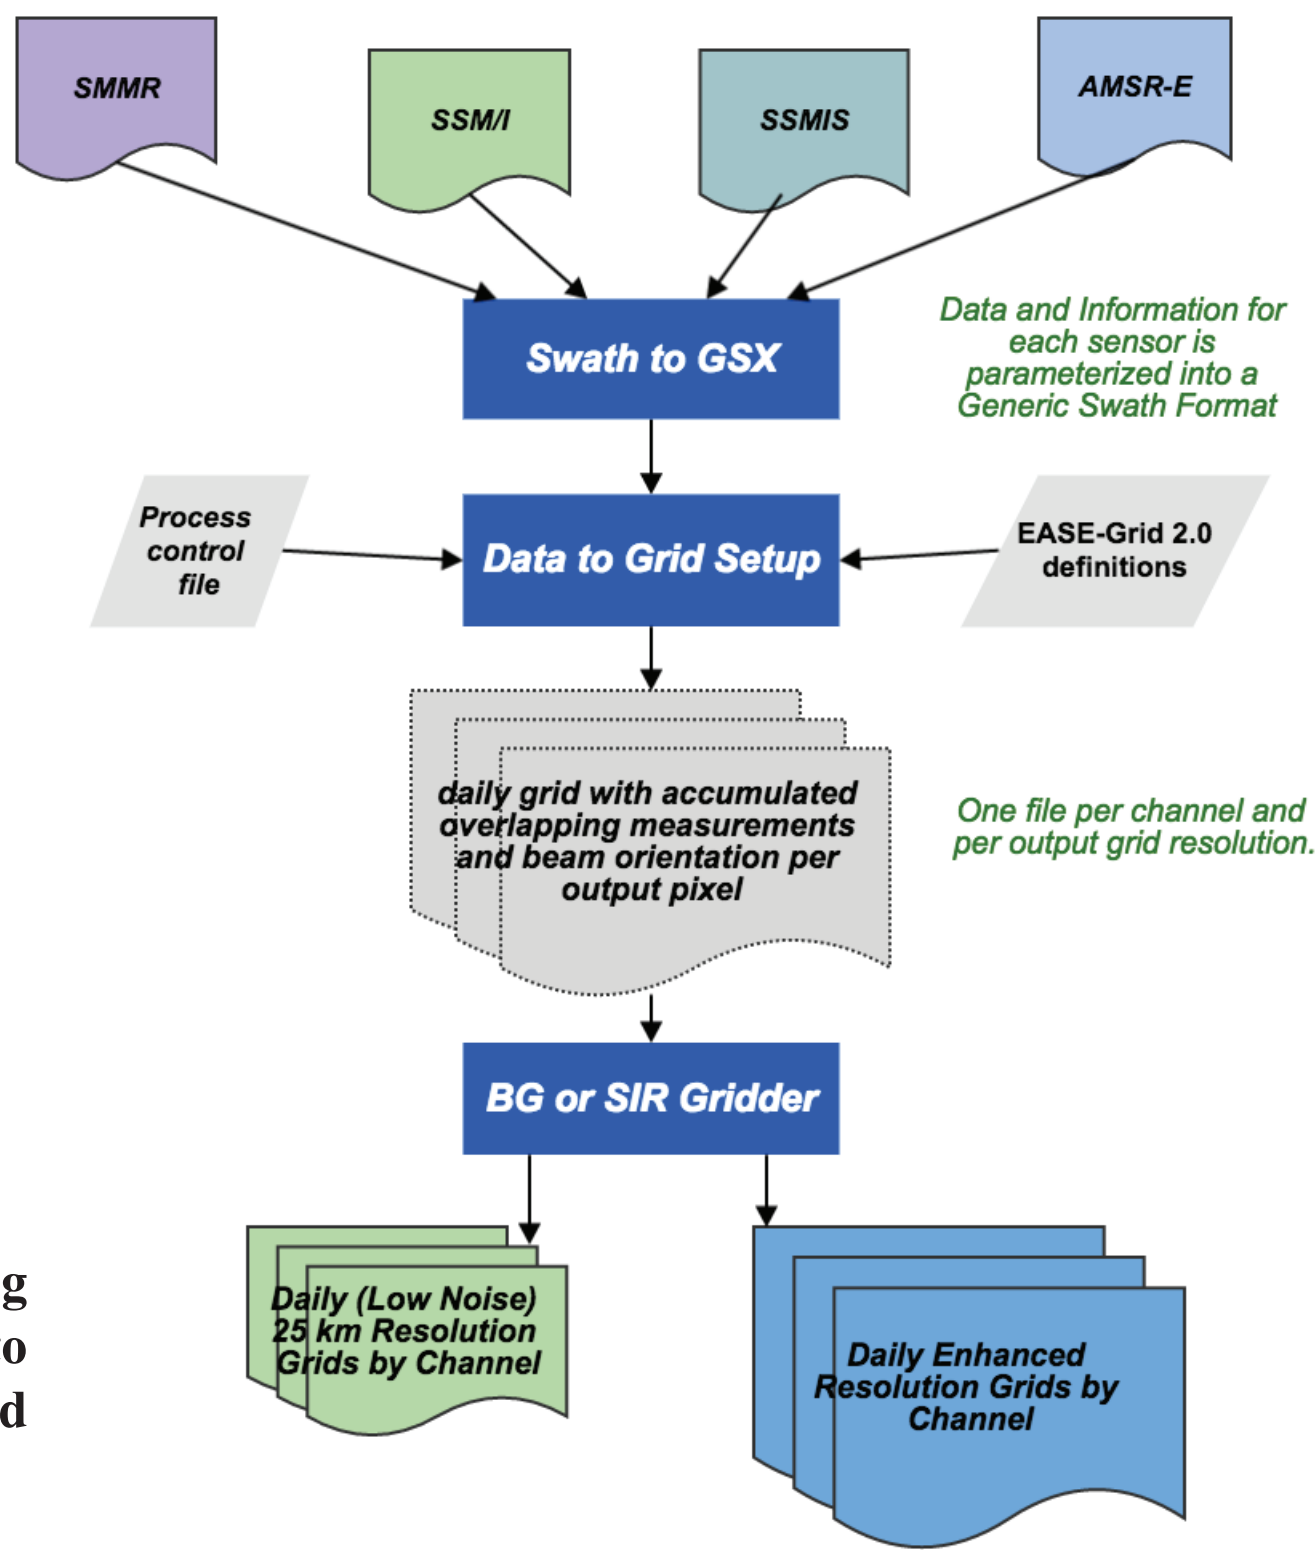 SMMR
SSM/I
SSMIS
AMSR-E
Swath to GSX
Data and Information for
each sensor is
parameterized into a
Generic Swath Format
Process
control
file
Data to Grid Setup
EASE-Grid 2.0
definitions
daily grid with accumulated
overlapping measurements
and beam orientation per
output pixel
One file per channel and
per output grid resolution.
BG or SIR Gridder
Daily (Low Noise)
25 km Resolution
Grids by Channel
Daily Enhanced
Resolution Grids by
Channel